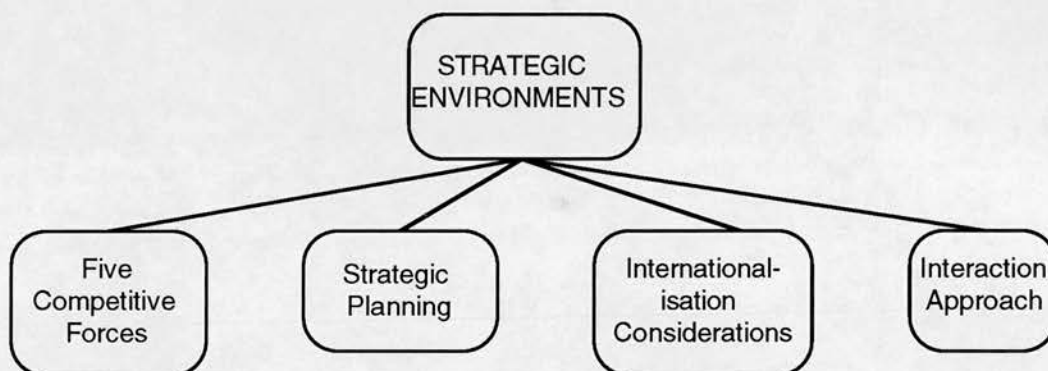 STRATEGIC
ENVIRONMENTS
Five
Competitive
Forces
Strategic
Planning
International-
isation
Considerations
Interaction
Approach